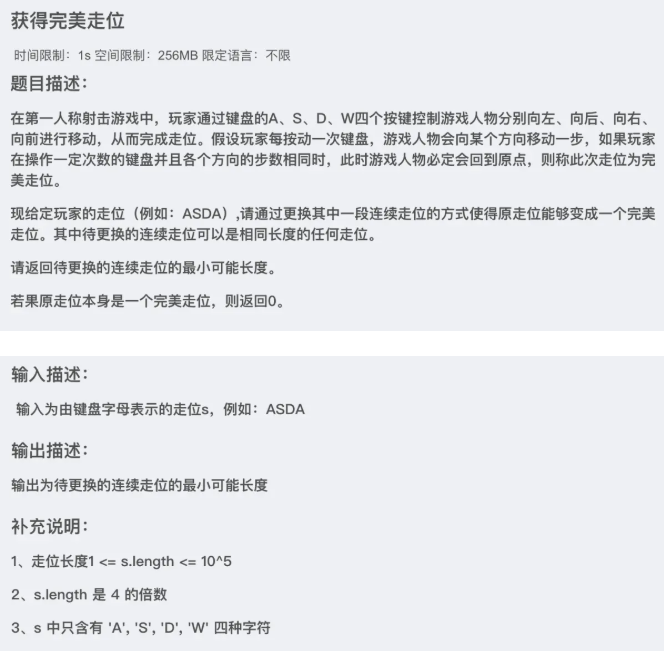 获得完美走位
时间限制：1s 空间限制：256MB 限定语言：不限
题目描述：
在第一人称射击游戏中，玩家通过键盘的A、S、D、W四个按键控制游戏人物分别向左、向后、向右、
向前进行移动，从而完成走位。假设玩家每按动一次键盘，游戏人物会向某个方向移动一步，如果玩家
在操作一定次数的键盘并且各个方向的步数相同时，此时游戏人物必定会回到原点，则称此次走位为完
美走位。
现给定玩家的走位（例如：ASDA）,请通过更换其中一段连续走位的方式使得原走位能够变成一个完美
走位。其中待更换的连续走位可以是相同长度的任何走位。
请返回待更换的连续走位的最小可能长度。
若果原走位本身是一个完美走位，则返回0。
输入描述：
输入为由键盘字母表示的走位s，例如：ASDA
输出描述：
输出为待更换的连续走位的最小可能长度
补充说明：
1、走位长度1 <= s.length <= 10^5
2、s.length 是 4 的倍数
3、s 中只含有 'A', 'S', 'D', 'W' 四种字符